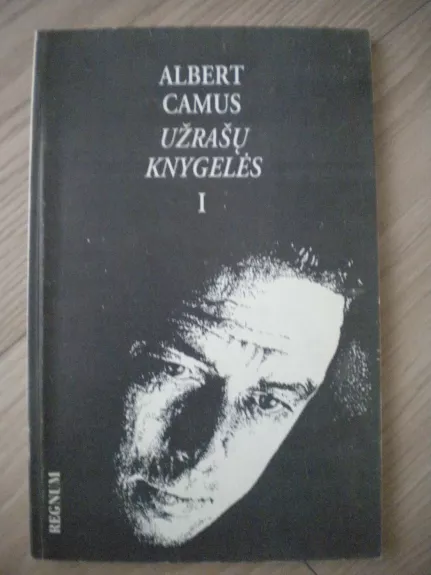 ALBERT
CAMUS
UŽRAŠŲ
KNYGELĖS
I
REGNUM